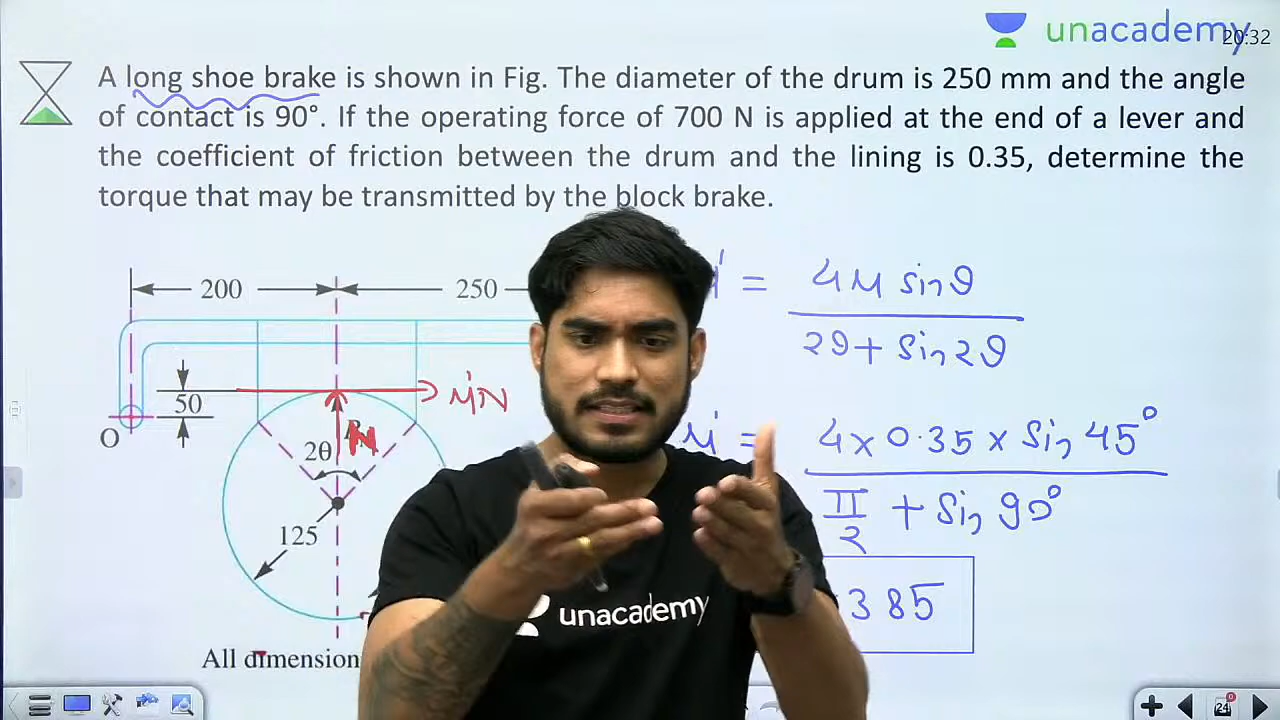 unacademy
20:32
A long shoe brake is shown in Fig. The diameter of the drum is 250 mm and the angle
of contact is 90°. If the operating force of 700 N is applied at the end of a lever and
the coefficient of friction between the drum and the lining is 0.35, determine the
torque that may be transmitted by the block brake.
200 250
= 4μ sinθ
2θ + sin2θ
50
μ'N
O
2θ
N
μ' = 4 x 0.35 x sin 45°
π/2 + sin 90°
125
385
unacademy
All dimension
24